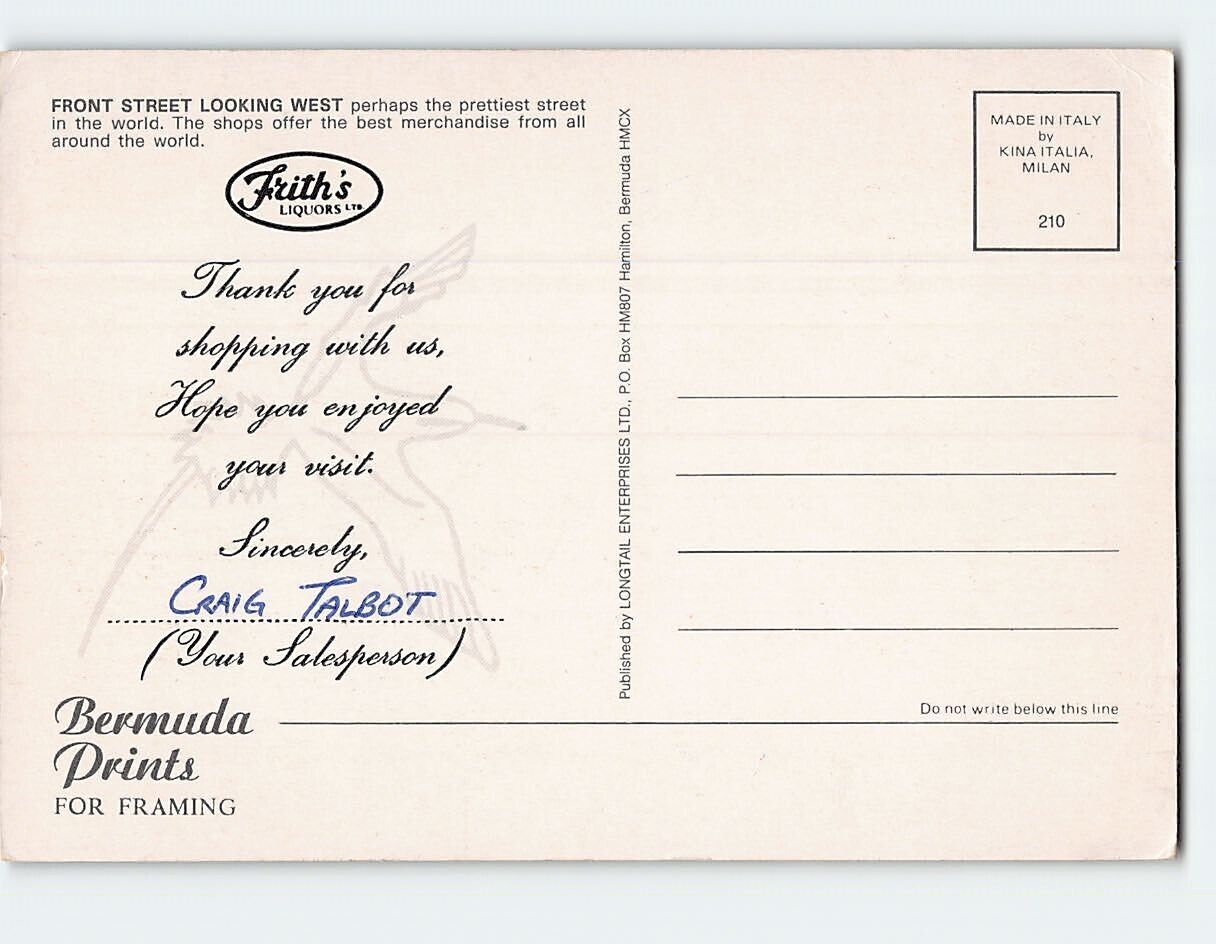 FRONT STREET LOOKING WEST perhaps the prettiest street
in the world. The shops offer the best merchandise from all
around the world.
Frith's
LIQUORS LTD.
Thank you for
shopping with us,
Hope you enjoyed
your visit.
Sincerely,
CRAIG TALBOT
(Your Salesperson)
Bermuda
Prints
FOR FRAMING
Published by LONGTAIL ENTERPRISES LTD., P.O. Box HM807 Hamilton, Bermuda HMCX
MADE IN ITALY
by
KINA ITALIA,
MILAN
210
Do not write below this line